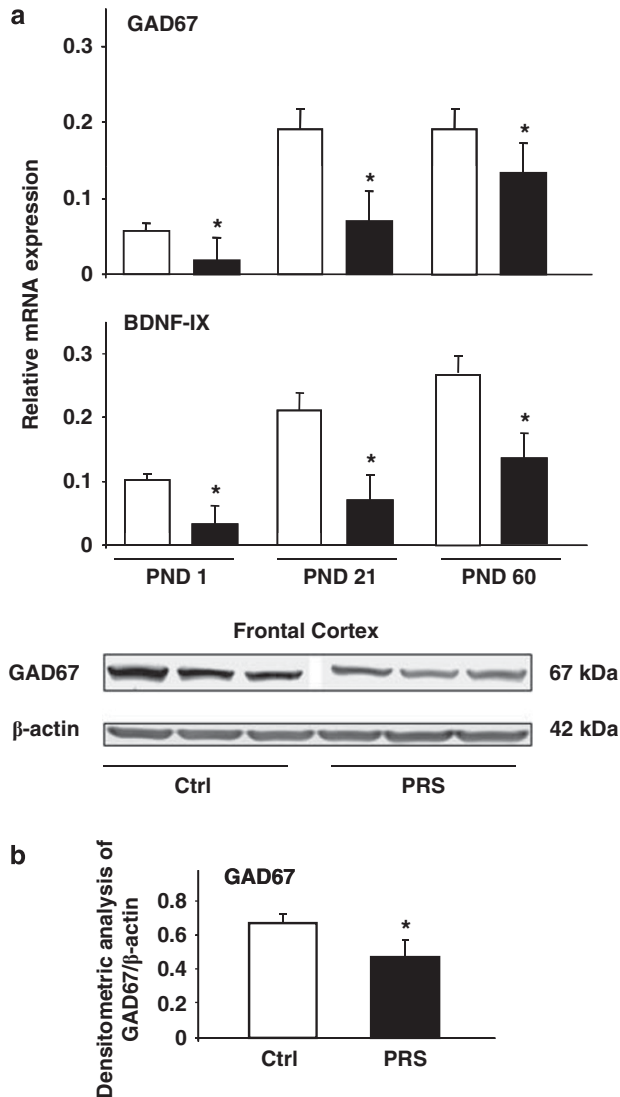 a
GAD67
0.3
*
0.2
*
*
0.1
0
Relative mRNA expression
BDNF-IX
0.3
*
0.2
*
*
0.1
0
PND 1 PND 21 PND 60
Frontal Cortex
GAD67 67 kDa
β-actin 42 kDa
Ctrl PRS
b
Densitometric analysis of
GAD67/β-actin
GAD67
0.8
*
0.6
0.4
0.2
0
Ctrl PRS